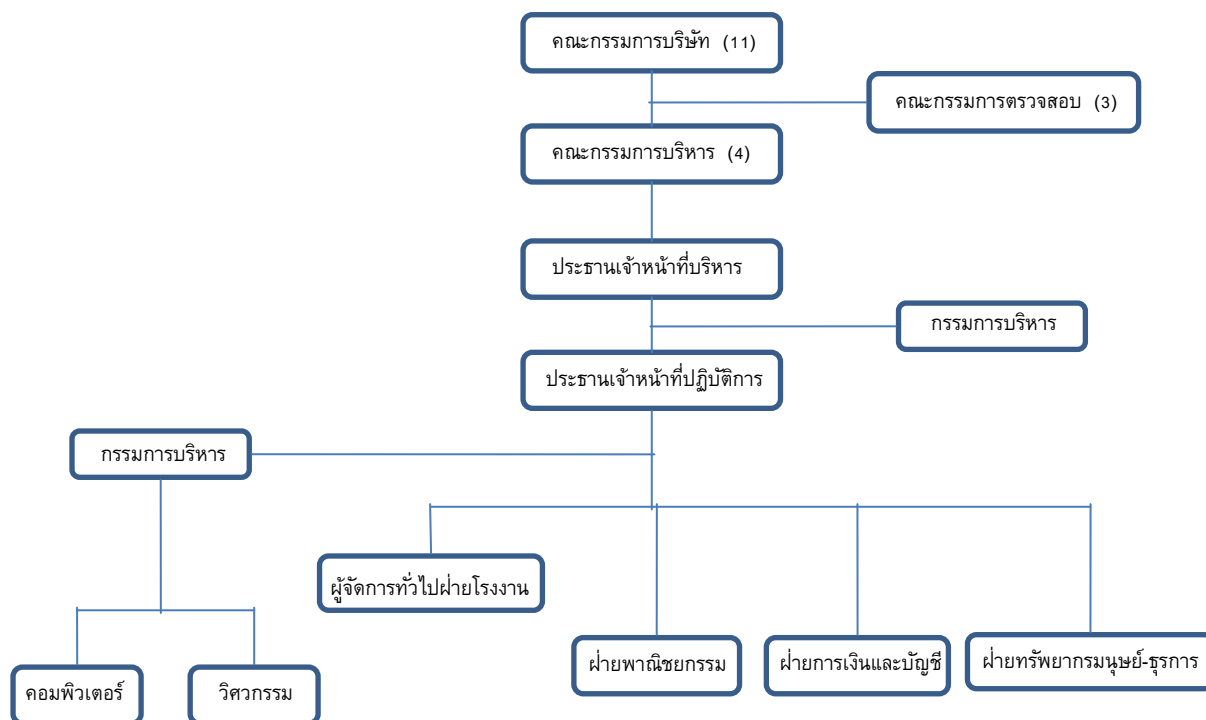 คณะกรรมการบริษัท (11)
คณะกรรมการตรวจสอบ (3)
คณะกรรมการบริหาร (4)
ประธานเจ้าหน้าที่บริหาร
กรรมการบริหาร
ประธานเจ้าหน้าที่ปฏิบัติการ
กรรมการบริหาร
ผู้จัดการทั่วไปฝ่ายโรงงาน
ฝ่ายพาณิชยกรรม
ฝ่ายการเงินและบัญชี
ฝ่ายทรัพยากรมนุษย์-ธุรการ
คอมพิวเตอร์
วิศวกรรม